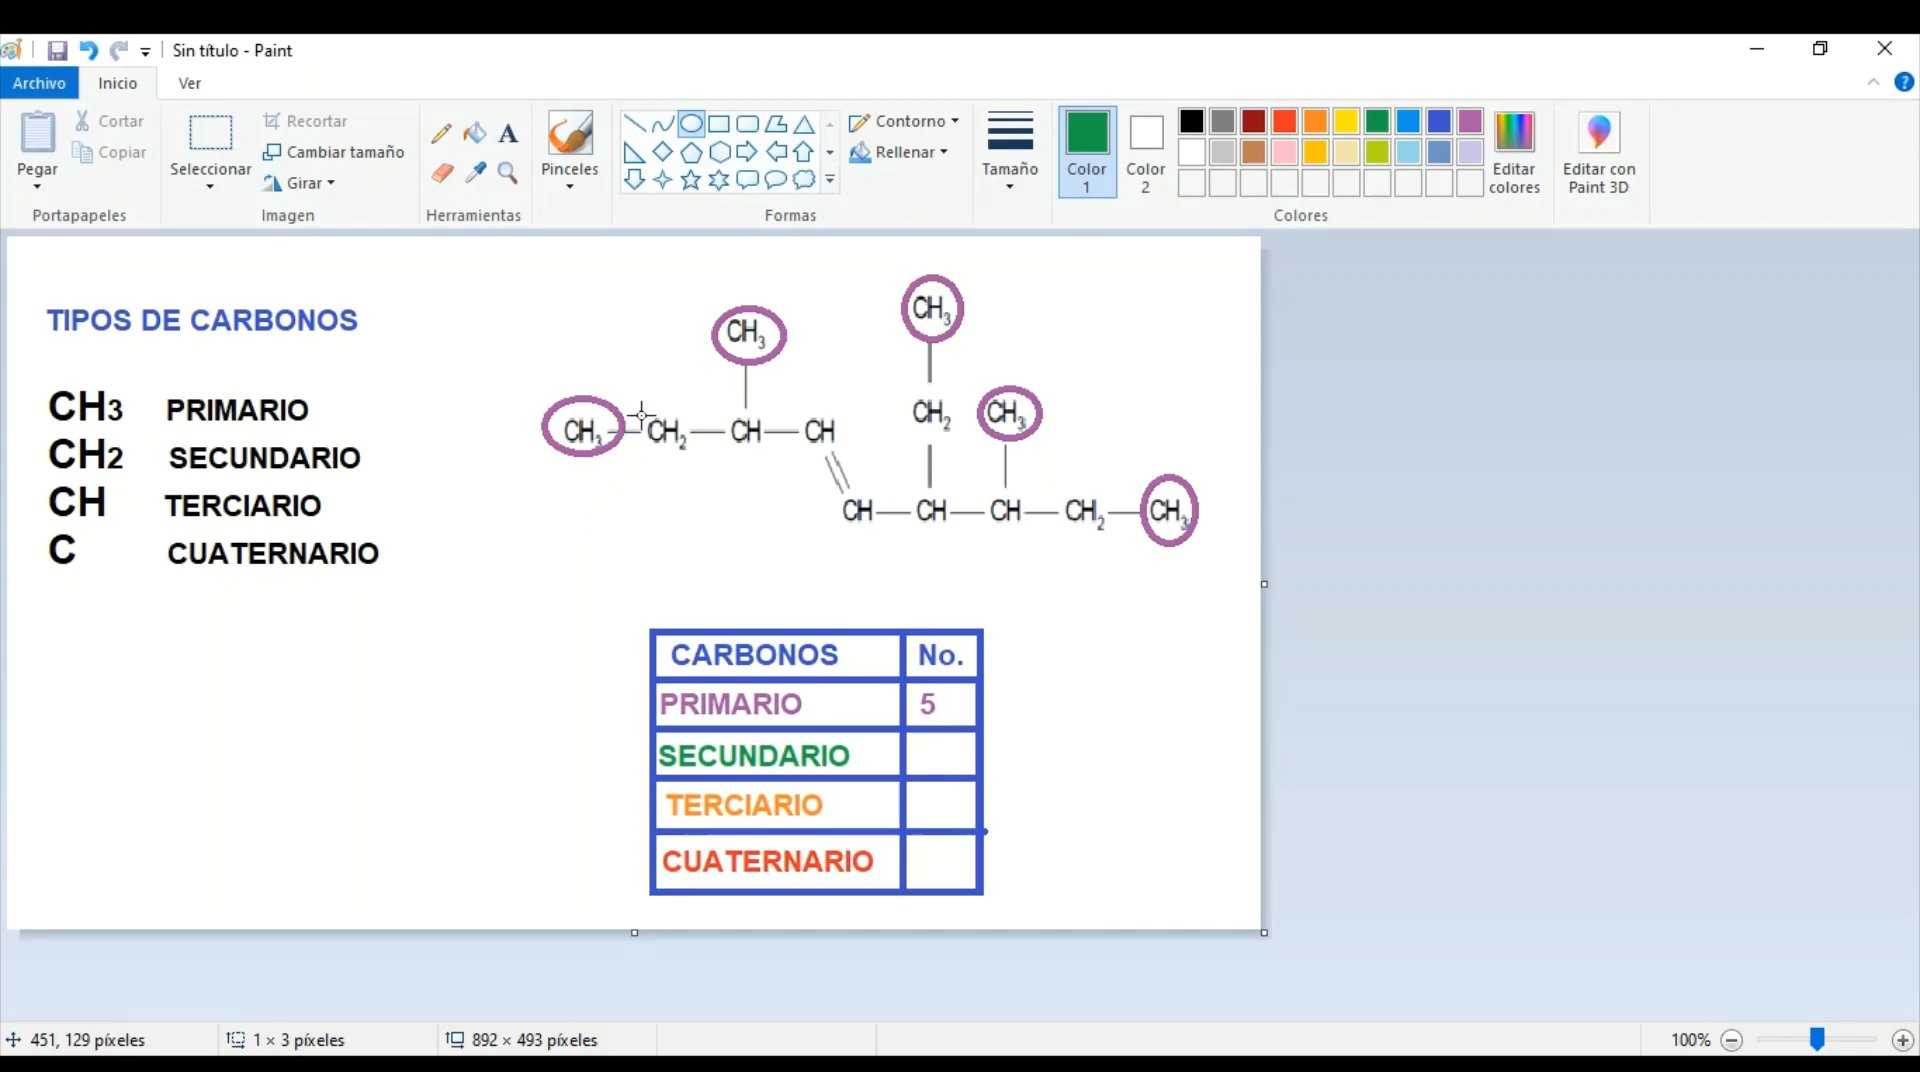 Sin título - Paint
Archivo Inicio Ver
Pegar
Cortar
Copiar
Portapapeles
Seleccionar
Recortar
Cambiar tamaño
Girar
Imagen
A
Herramientas
Pinceles
Contorno
Rellenar
Formas
Tamaño
Color 1
Color 2
Editar colores
Colores
Editar con Paint 3D
?
TIPOS DE CARBONOS
CH3 PRIMARIO
CH2 SECUNDARIO
CH TERCIARIO
C CUATERNARIO
CH₃
CH₃
CH₂ CH₃
CH₃ CH₂ CH CH
CH CH CH CH₂ CH₃
CARBONOS No.
PRIMARIO 5
SECUNDARIO
TERCIARIO
CUATERNARIO
451, 129 píxeles 1 × 3 píxeles 892 × 493 píxeles 100%